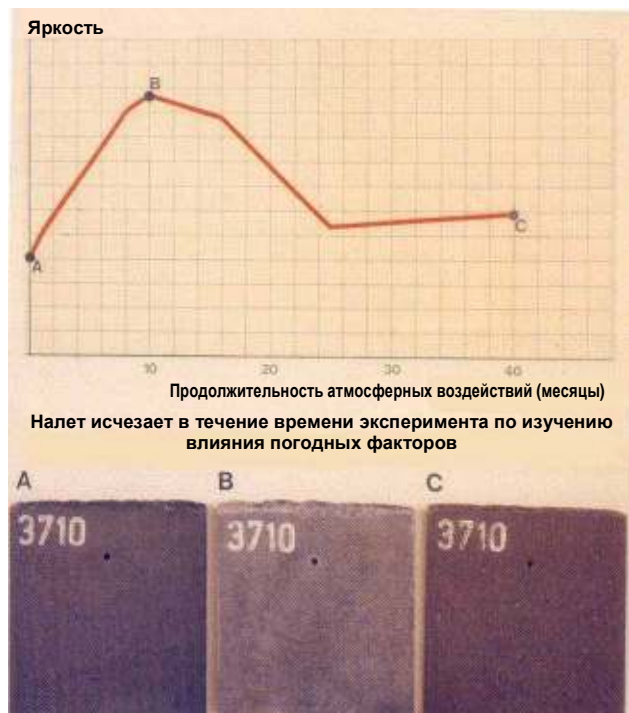 Яркость
B
A
C
10 20 30 40
Продолжительность атмосферных воздействий (месяцы)
Налет исчезает в течение времени эксперимента по изучению
влияния погодных факторов
A B C
3710 3710 3710